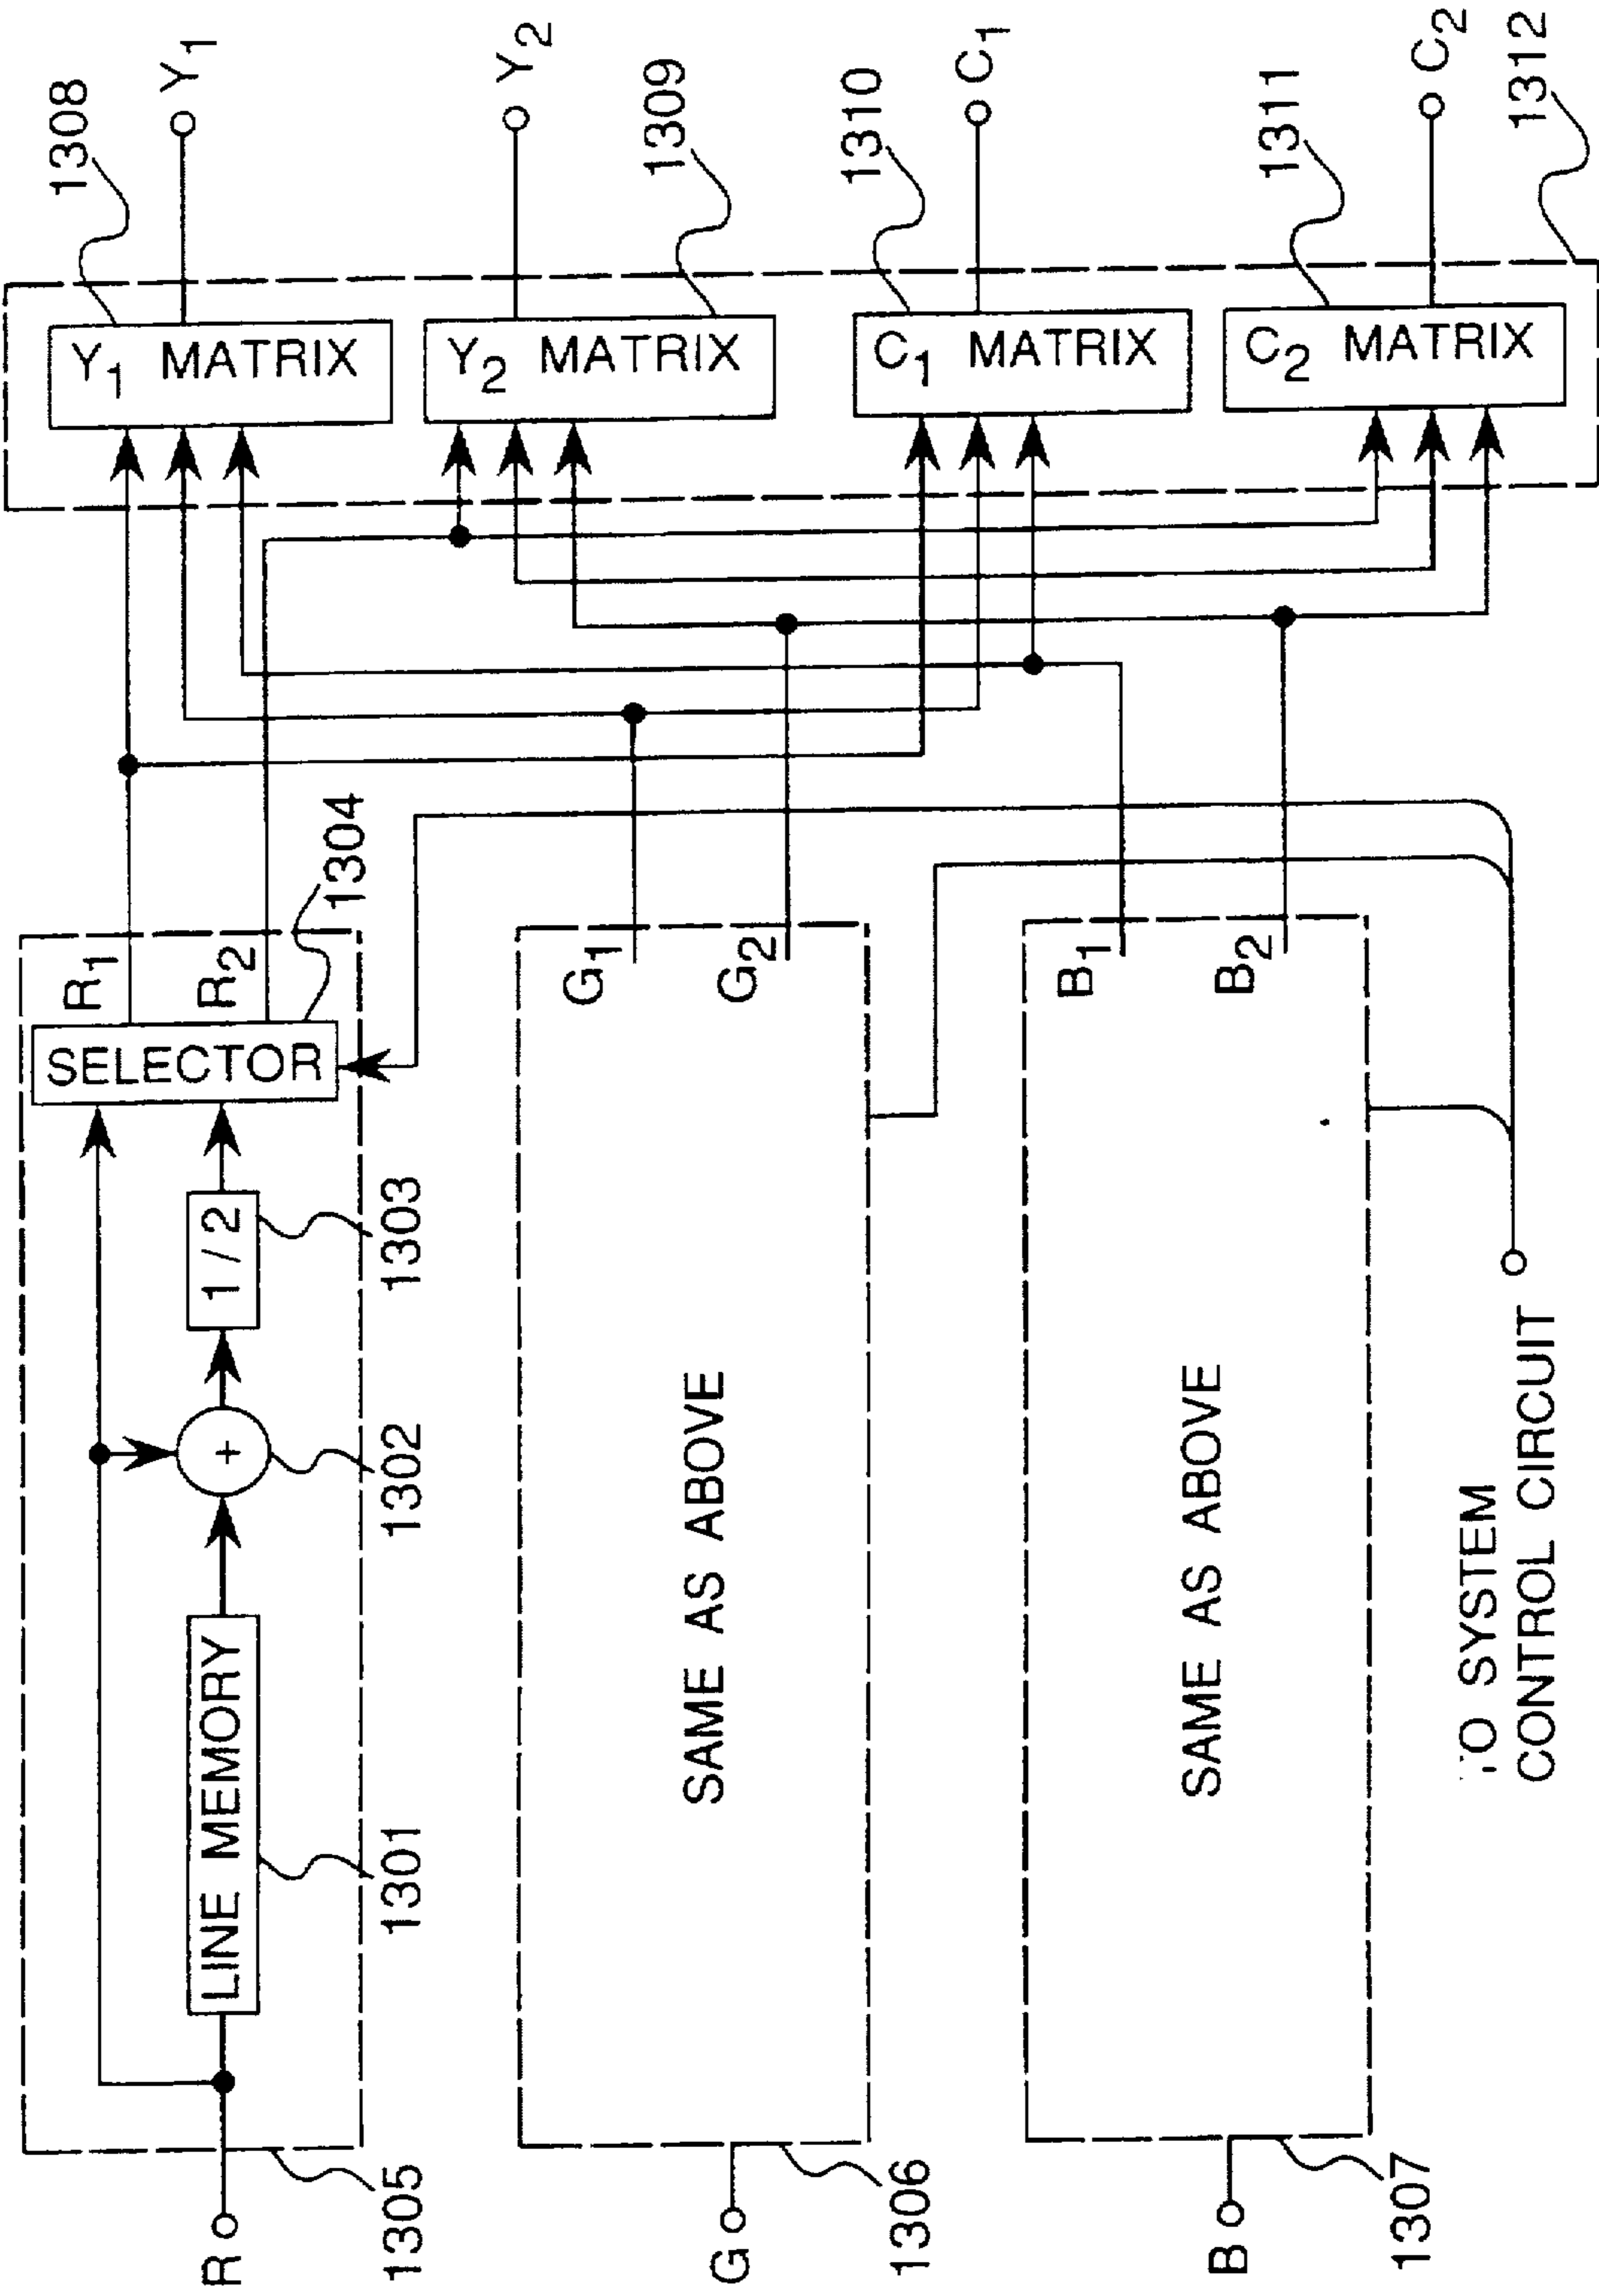 R
1305
LINE MEMORY
1301
+
1302
1 / 2
1303
SELECTOR
1304
R1
R2
G
1306
SAME AS ABOVE
G1
G2
B
1307
SAME AS ABOVE
B1
B2
TO SYSTEM
CONTROL CIRCUIT
Y1 MATRIX
1308
Y1
Y2 MATRIX
1309
Y2
C1 MATRIX
1310
C1
C2 MATRIX
1311
C2
1312